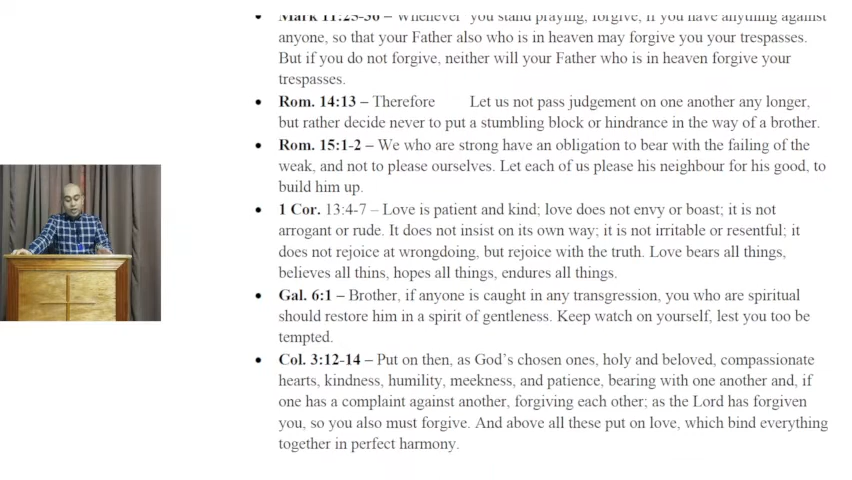 Mark 11:25-36 – Whenever you stand praying, forgive, if you have anything against
anyone, so that your Father also who is in heaven may forgive you your trespasses.
But if you do not forgive, neither will your Father who is in heaven forgive your
trespasses.
Rom. 14:13 – Therefore Let us not pass judgement on one another any longer,
but rather decide never to put a stumbling block or hindrance in the way of a brother.
Rom. 15:1-2 – We who are strong have an obligation to bear with the failing of the
weak, and not to please ourselves. Let each of us please his neighbour for his good, to
build him up.
1 Cor. 13:4-7 – Love is patient and kind; love does not envy or boast; it is not
arrogant or rude. It does not insist on its own way; it is not irritable or resentful; it
does not rejoice at wrongdoing, but rejoice with the truth. Love bears all things,
believes all thins, hopes all things, endures all things.
Gal. 6:1 – Brother, if anyone is caught in any transgression, you who are spiritual
should restore him in a spirit of gentleness. Keep watch on yourself, lest you too be
tempted.
Col. 3:12-14 – Put on then, as God's chosen ones, holy and beloved, compassionate
hearts, kindness, humility, meekness, and patience, bearing with one another and, if
one has a complaint against another, forgiving each other; as the Lord has forgiven
you, so you also must forgive. And above all these put on love, which bind everything
together in perfect harmony.